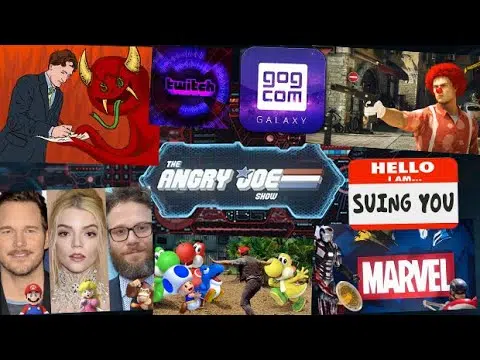 twitch
gog
com
GALAXY
THE
ANGRY JOE
SHOW
HELLO
I AM...
SUING YOU
MARVEL